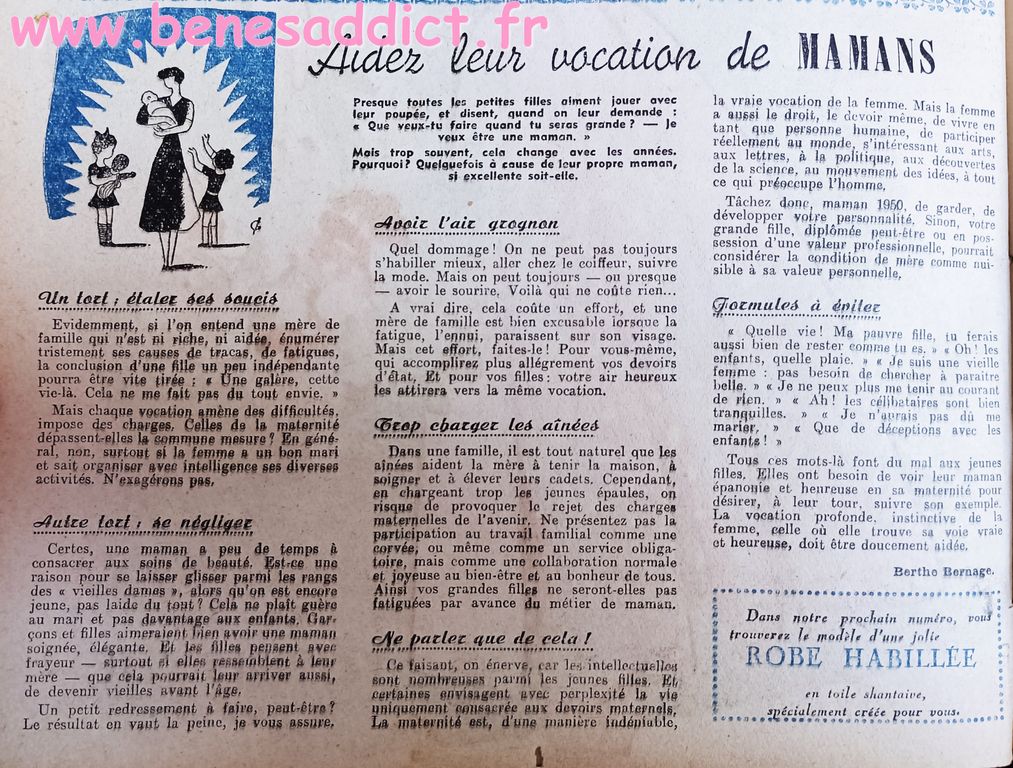 www.benesaddict.fr
Aidez leur vocation de MAMANS
Presque toutes les petites filles aiment jouer avec
leur poupée, et disent, quand on leur demande :
« Que veux-tu faire quand tu seras grande ? — Je
veux être une maman. »
Mais trop souvent, cela change avec les années.
Pourquoi? Quelquefois à cause de leur propre maman,
si excellente soit-elle.
Un tort : étaler ses soucis
Evidemment, si l'on entend une mère de
famille qui n'est ni riche, ni aidée, énumérer
tristement ses causes de tracas, de fatigues,
la conclusion d'une fille un peu indépendante
pourra être vite tirée : « Une galère, cette
vie-là. Cela ne me fait pas du tout envie. »
Mais chaque vocation amène des difficultés,
impose des charges. Celles de la maternité
dépassent-elles la commune mesure? En géné-
ral, non, surtout si la femme a un bon mari
et sait organiser avec intelligence ses diverses
activités. N'exagérons pas.
Autre tort : se négliger
Certes, une maman a peu de temps à
consacrer aux soins de beauté. Est-ce une
raison pour se laisser glisser parmi les rangs
des « vieilles dames », alors qu'on est encore
jeune, pas laide du tout? Cela ne plaît guère
au mari et pas davantage aux enfants. Gar-
çons et filles aimeraient bien avoir une maman
soignée, élégante. Et les filles pensent avec
frayeur — surtout si elles ressemblent à leur
mère — que cela pourrait leur arriver aussi,
de devenir vieilles avant l'âge.
Un petit redressement à faire, peut-être?
Le résultat en vaut la peine, je vous assure.
Avoir l'air grognon
Quel dommage! On ne peut pas toujours
s'habiller mieux, aller chez le coiffeur, suivre
la mode. Mais on peut toujours — ou presque
— avoir le sourire. Voilà qui ne coûte rien...
A vrai dire, cela coûte un effort, et une
mère de famille est bien excusable lorsque la
fatigue, l'ennui, paraissent sur son visage.
Mais cet effort, faites-le! Pour vous-même,
qui accomplirez plus allégrement vos devoirs
d'état. Et pour vos filles : votre air heureux
les attirera vers la même vocation.
Trop charger les aînées
Dans une famille, il est tout naturel que les
aînées aident la mère à tenir la maison, à
soigner et à élever leurs cadets. Cependant,
en chargeant trop les jeunes épaules, on
risque de provoquer le rejet des charges
maternelles de l'avenir. Ne présentez pas la
participation au travail familial comme une
corvée, ou même comme un service obliga-
toire, mais comme une collaboration normale
et joyeuse au bien-être et au bonheur de tous.
Ainsi vos grandes filles ne seront-elles pas
fatiguées par avance du métier de maman.
Ne parler que de cela !
Ce faisant, on énerve, car les intellectuelles
sont nombreuses parmi les jeunes filles. Et
certaines envisagent avec perplexité la vie
uniquement consacrée aux devoirs maternels.
La maternité est, d'une manière indéniable,
la vraie vocation de la femme. Mais la femme
a aussi le droit, le devoir même, de vivre en
tant que personne humaine, de participer
réellement au monde, s'intéressant aux arts,
aux lettres, à la politique, aux découvertes
de la science, au mouvement des idées, à tout
ce qui préoccupe l'homme.
Tâchez donc, maman 1950, de garder, de
développer votre personnalité. Sinon, votre
grande fille, diplômée peut-être ou en pos-
session d'une valeur professionnelle, pourrait
considérer la condition de mère comme nui-
sible à sa valeur personnelle.
Formules à éviter
« Quelle vie! Ma pauvre fille, tu ferais
aussi bien de rester comme tu es. » « Oh! les
enfants, quelle plaie. » « Je suis une vieille
femme : pas besoin de chercher à paraître
belle. » « Je ne peux plus me tenir au courant
de rien. » « Ah! les célibataires sont bien
tranquilles. » « Je n'aurais pas dû me
marier. » « Que de déceptions avec les
enfants! »
Tous ces mots-là font du mal aux jeunes
filles. Elles ont besoin de voir leur maman
épanouie et heureuse en sa maternité pour
désirer, à leur tour, suivre son exemple.
La vocation profonde, instinctive de la
femme, celle où elle trouve sa voie vraie
et heureuse, doit être doucement aidée.
Berthe Bernage.
Dans notre prochain numéro, vous
trouverez le modèle d'une jolie
ROBE HABILLÉE
en toile shantaive,
spécialement créée pour vous.
1